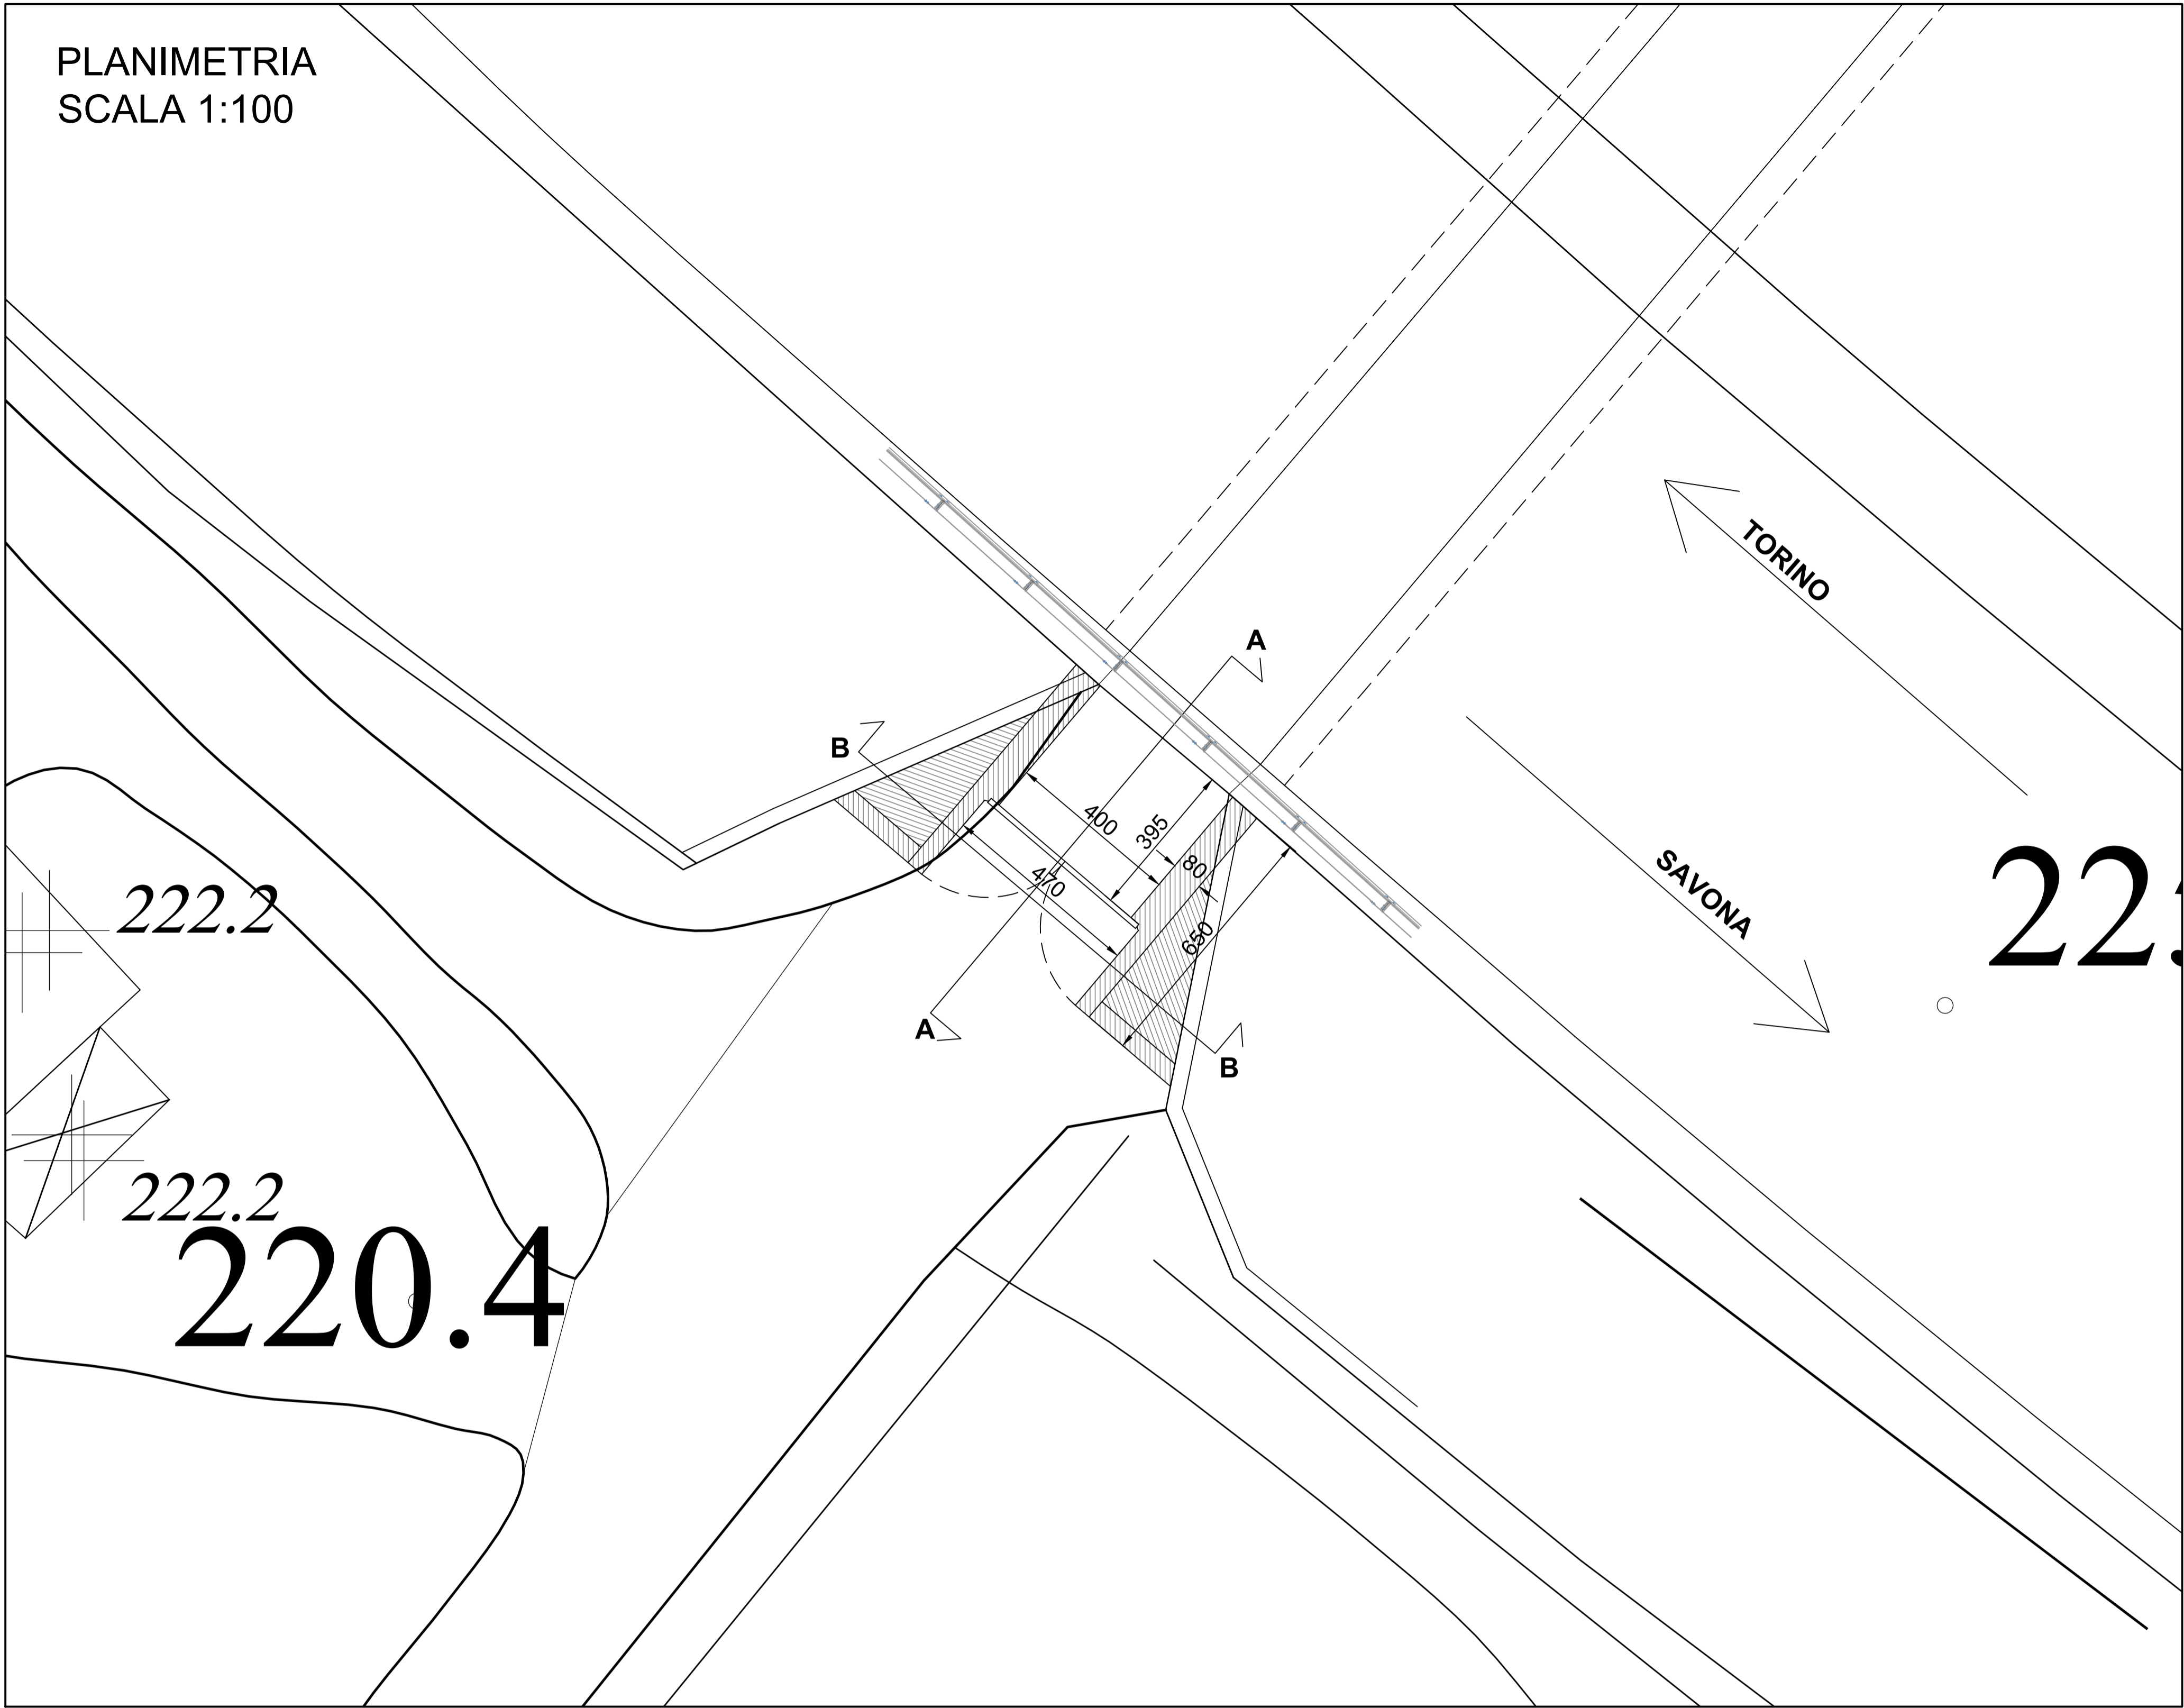 PLANIMETRIA
SCALA 1:100
TORINO
A
B
400
395
80
470
650
SAVONA
222.2
22.
A
B
222.2
220.4